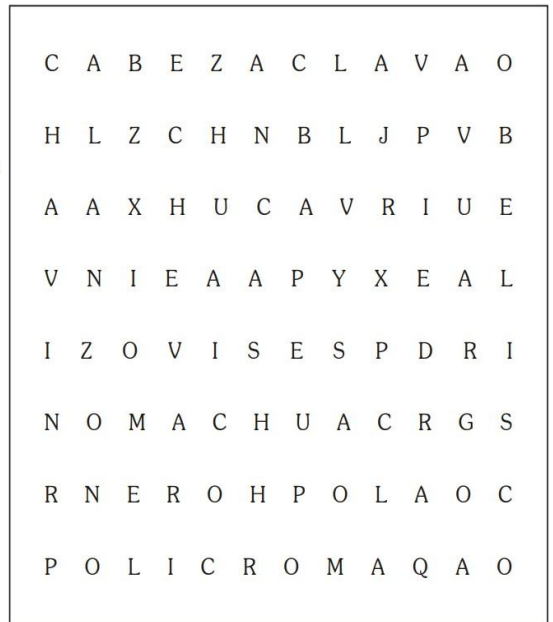 C A B E Z A C L A V A O
H L Z C H N B L J P V B
A A X H U C A V R I U E
V N I E A A P Y X E A L
I Z O V I S E S P D R I
N O M A C H U A C R G S
R N E R O H P O L A O C
P O L I C R O M A Q A O